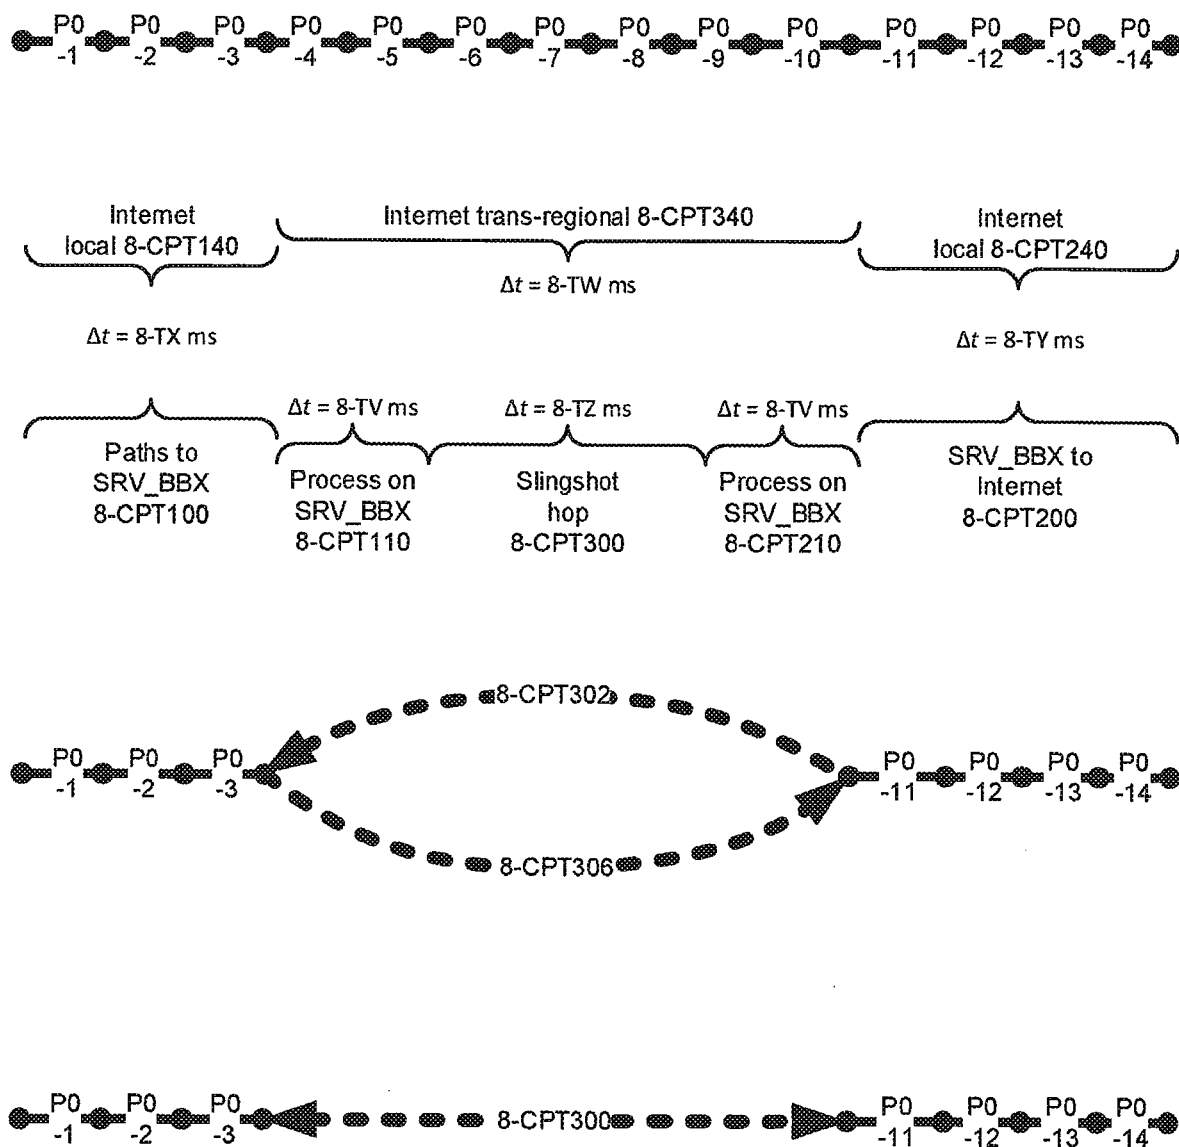 P0 P0 P0 P0 P0 P0 P0 P0 P0 P0 P0 P0 P0 P0
-1 -2 -3 -4 -5 -6 -7 -8 -9 -10 -11 -12 -13 -14
Internet
local 8-CPT140
Internet trans-regional 8-CPT340
Internet
local 8-CPT240
Δt = 8-TW ms
Δt = 8-TX ms
Δt = 8-TY ms
Δt = 8-TV ms
Δt = 8-TZ ms
Δt = 8-TV ms
Paths to
SRV_BBX
8-CPT100
Process on
SRV_BBX
8-CPT110
Slingshot
hop
8-CPT300
Process on
SRV_BBX
8-CPT210
SRV_BBX to
Internet
8-CPT200
8-CPT302
P0 P0 P0 P0 P0 P0 P0
-1 -2 -3 -11 -12 -13 -14
8-CPT306
P0 P0 P0 8-CPT300 P0 P0 P0 P0
-1 -2 -3 -11 -12 -13 -14